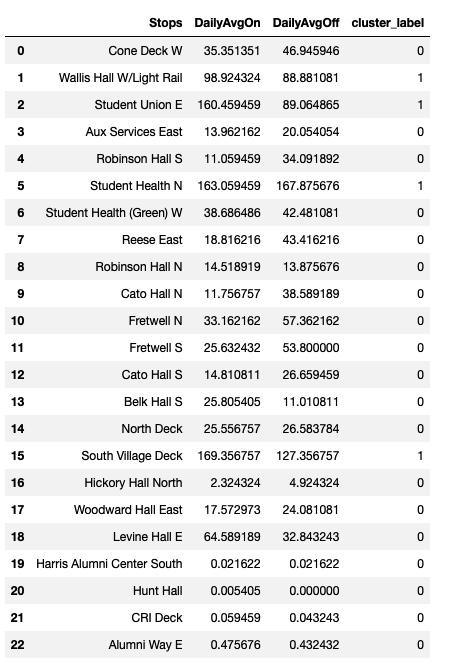 Stops DailyAvgOn DailyAvgOff cluster_label
0 Cone Deck W 35.351351 46.945946 0
1 Wallis Hall W/Light Rail 98.924324 88.881081 1
2 Student Union E 160.459459 89.064865 1
3 Aux Services East 13.962162 20.054054 0
4 Robinson Hall S 11.059459 34.091892 0
5 Student Health N 163.059459 167.875676 1
6 Student Health (Green) W 38.686486 42.481081 0
7 Reese East 18.816216 43.416216 0
8 Robinson Hall N 14.518919 13.875676 0
9 Cato Hall N 11.756757 38.589189 0
10 Fretwell N 33.162162 57.362162 0
11 Fretwell S 25.632432 53.800000 0
12 Cato Hall S 14.810811 26.659459 0
13 Belk Hall S 25.805405 11.010811 0
14 North Deck 25.556757 26.583784 0
15 South Village Deck 169.356757 127.356757 1
16 Hickory Hall North 2.324324 4.924324 0
17 Woodward Hall East 17.572973 24.081081 0
18 Levine Hall E 64.589189 32.843243 0
19 Harris Alumni Center South 0.021622 0.021622 0
20 Hunt Hall 0.005405 0.000000 0
21 CRI Deck 0.059459 0.043243 0
22 Alumni Way E 0.475676 0.432432 0